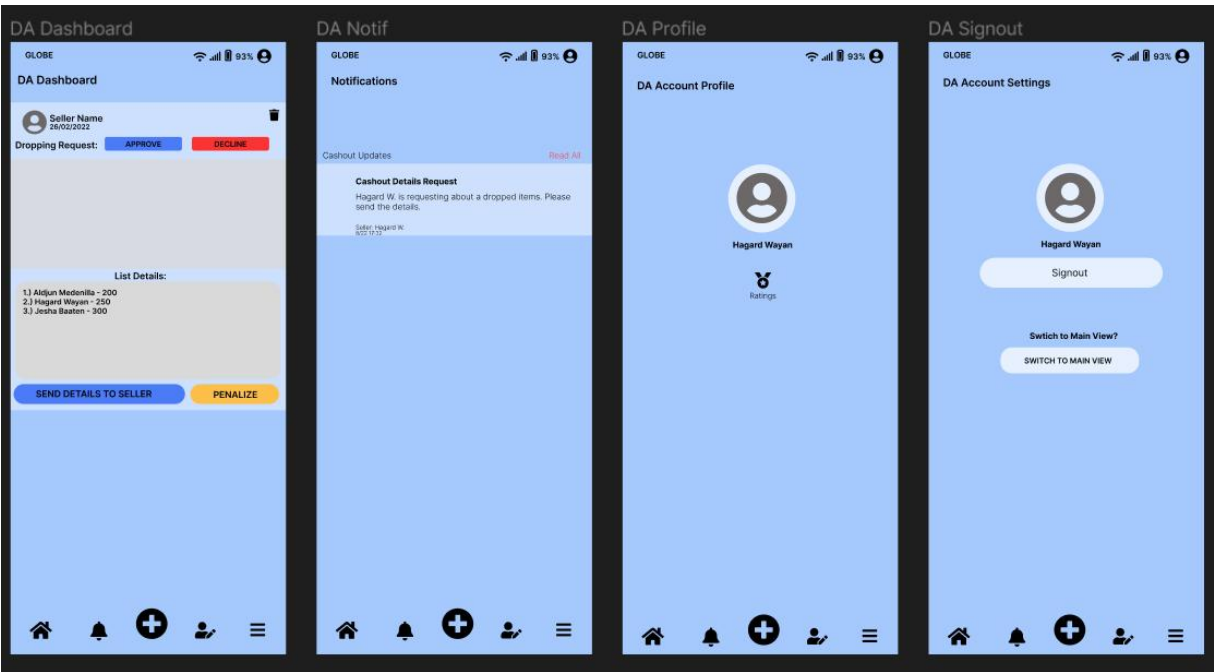 DA Dashboard
GLOBE
93%
DA Dashboard
Seller Name
26/02/2022
Dropping Request:
APPROVE
DECLINE
List Details:
1.) Aldjun Medenilla - 200
2.) Hagard Wayan - 250
3.) Jesha Baaten - 300
SEND DETAILS TO SELLER
PENALIZE
DA Notif
GLOBE
93%
Notifications
Cashout Updates
Read All
Cashout Details Request
Hagard W. is requesting about a dropped items. Please
send the details.
Seller: Hagard W.
DA Profile
GLOBE
93%
DA Account Profile
Hagard Wayan
Ratings
DA Signout
GLOBE
93%
DA Account Settings
Hagard Wayan
Signout
Swtich to Main View?
SWITCH TO MAIN VIEW